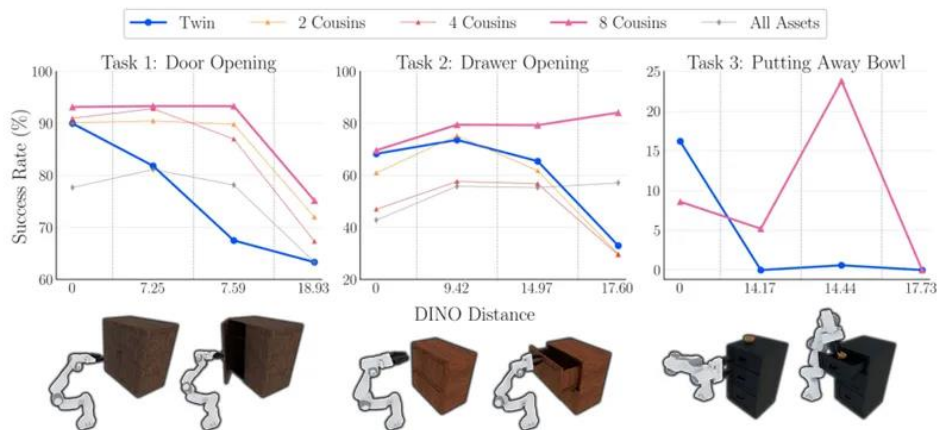 Twin 2 Cousins 4 Cousins 8 Cousins All Assets
Task 1: Door Opening Task 2: Drawer Opening Task 3: Putting Away Bowl
Success Rate (%)
100
90
80
70
60
0 7.25 7.59 18.93
100
80
60
40
20
0 9.42 14.97 17.60
25
20
15
10
5
0
0 14.17 14.44 17.73
DINO Distance